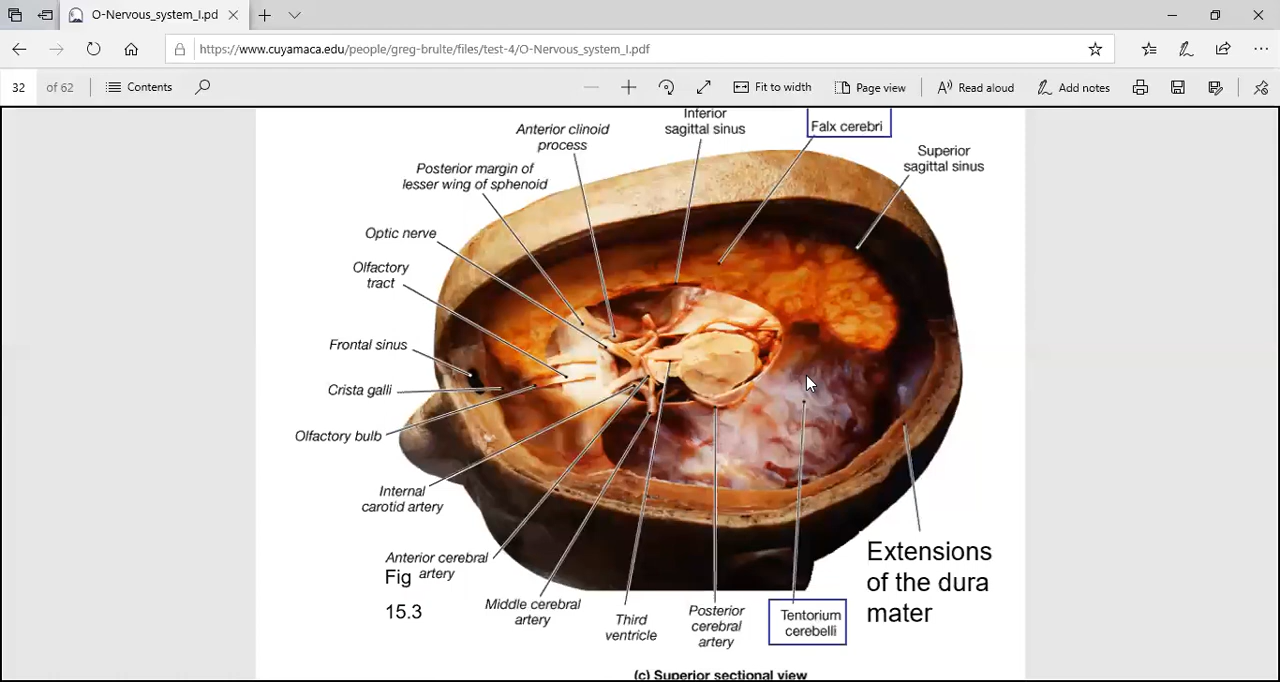 O-Nervous_system_I.pd
https://www.cuyamaca.edu/people/greg-brulte/files/test-4/O-Nervous_system_I.pdf
32 of 62 Contents Fit to width Page view Read aloud Add notes
Inferior
sagittal sinus
Falx cerebri
Anterior clinoid
process
Superior
sagittal sinus
Posterior margin of
lesser wing of sphenoid
Optic nerve
Olfactory
tract
Frontal sinus
Crista galli
Olfactory bulb
Internal
carotid artery
Anterior cerebral
artery
Fig
15.3
Middle cerebral
artery
Third
ventricle
Posterior
cerebral
artery
Tentorium
cerebelli
Extensions
of the dura
mater
(c) Superior sectional view